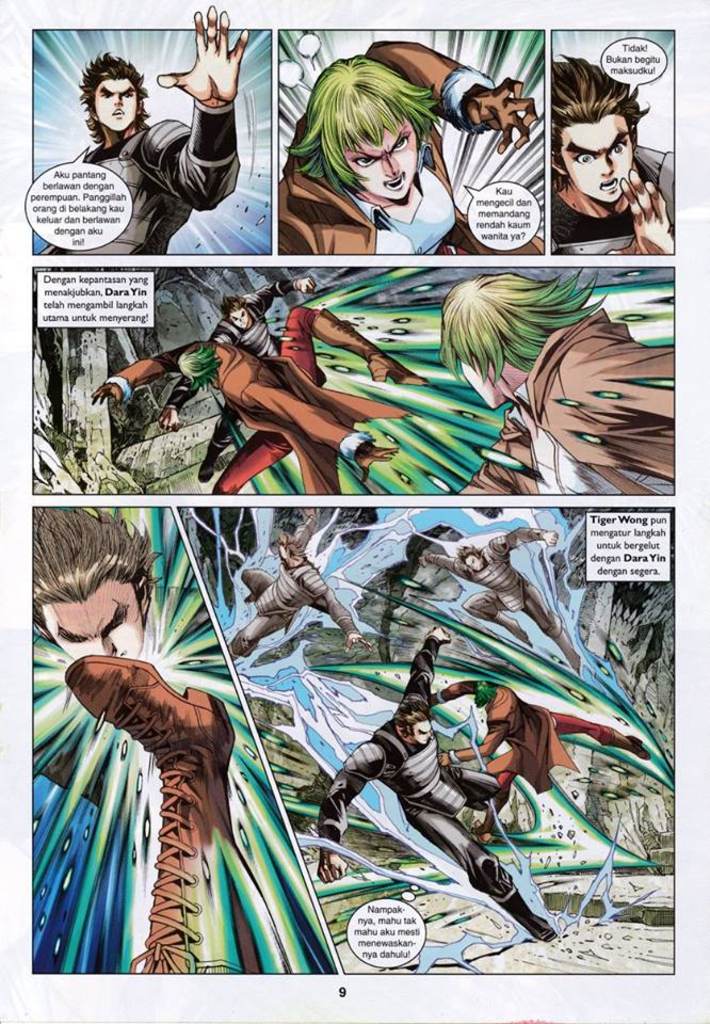 Aku pantang
berlawan dengan
perempuan. Panggillah
orang di belakang kau
keluar dan berlawan
dengan aku
ini!
Kau
mengecil dan
memandang
rendah kaum
wanita ya?
Tidak!
Bukan begitu
maksudku!
Dengan kepantasan yang
menakjubkan, Dara Yin
telah mengambil langkah
utama untuk menyerang!
Tiger Wong pun
mengatur langkah
untuk bergelut
dengan Dara Yin
dengan segera.
Nampak-
nya, mahu tak
mahu aku mesti
menewaskan-
nya dahulu!
9